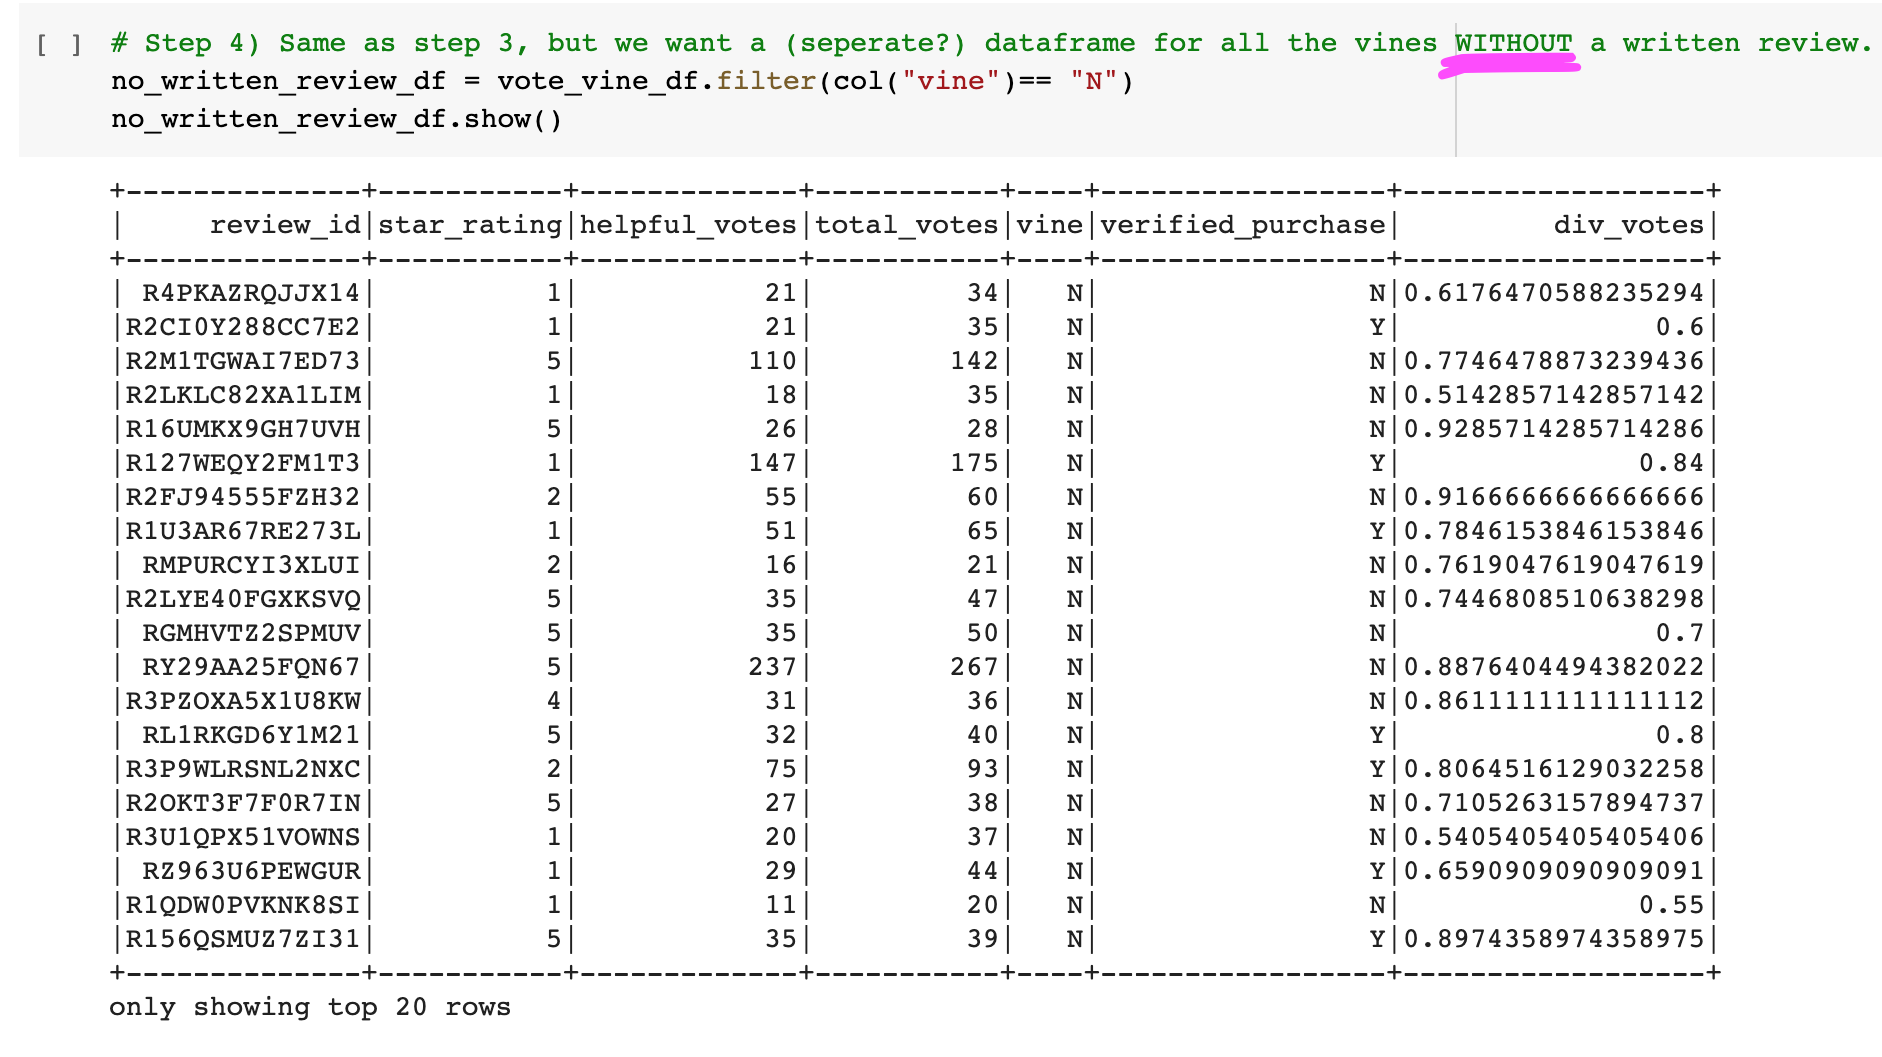 [ ] # Step 4) Same as step 3, but we want a (seperate?) dataframe for all the vines WITHOUT a written review.
no_written_review_df = vote_vine_df.filter(col("vine")== "N")
no_written_review_df.show()
+--------------+-----------+-------------+-----------+----+-----------------+------------------+
|     review_id|star_rating|helpful_votes|total_votes|vine|verified_purchase|         div_votes|
+--------------+-----------+-------------+-----------+----+-----------------+------------------+
| R4PKAZRQJJX14|          1|           21|         34|   N|                N|0.6176470588235294|
|R2CI0Y288CC7E2|          1|           21|         35|   N|                Y|               0.6|
|R2M1TGWAI7ED73|          5|          110|        142|   N|                N|0.7746478873239436|
|R2LKLC82XA1LIM|          1|           18|         35|   N|                N|0.5142857142857142|
|R16UMKX9GH7UVH|          5|           26|         28|   N|                N|0.9285714285714286|
|R127WEQY2FM1T3|          1|          147|        175|   N|                Y|              0.84|
|R2FJ94555FZH32|          2|           55|         60|   N|                N|0.9166666666666666|
|R1U3AR67RE273L|          1|           51|         65|   N|                Y|0.7846153846153846|
| RMPURCYI3XLUI|          2|           16|         21|   N|                N|0.7619047619047619|
|R2LYE40FGXKSVQ|          5|           35|         47|   N|                N|0.7446808510638298|
| RGMHVTZ2SPMUV|          5|           35|         50|   N|                N|               0.7|
| RY29AA25FQN67|          5|          237|        267|   N|                N|0.8876404494382022|
|R3PZOXA5X1U8KW|          4|           31|         36|   N|                N|0.8611111111111112|
| RL1RKGD6Y1M21|          5|           32|         40|   N|                Y|               0.8|
|R3P9WLRSNL2NXC|          2|           75|         93|   N|                Y|0.8064516129032258|
|R2OKT3F7F0R7IN|          5|           27|         38|   N|                N|0.7105263157894737|
|R3U1QPX51VOWNS|          1|           20|         37|   N|                N|0.5405405405405406|
| RZ963U6PEWGUR|          1|           29|         44|   N|                Y|0.6590909090909091|
|R1QDW0PVKNK8SI|          1|           11|         20|   N|                N|              0.55|
|R156QSMUZ7ZI31|          5|           35|         39|   N|                Y|0.8974358974358975|
+--------------+-----------+-------------+-----------+----+-----------------+------------------+
only showing top 20 rows